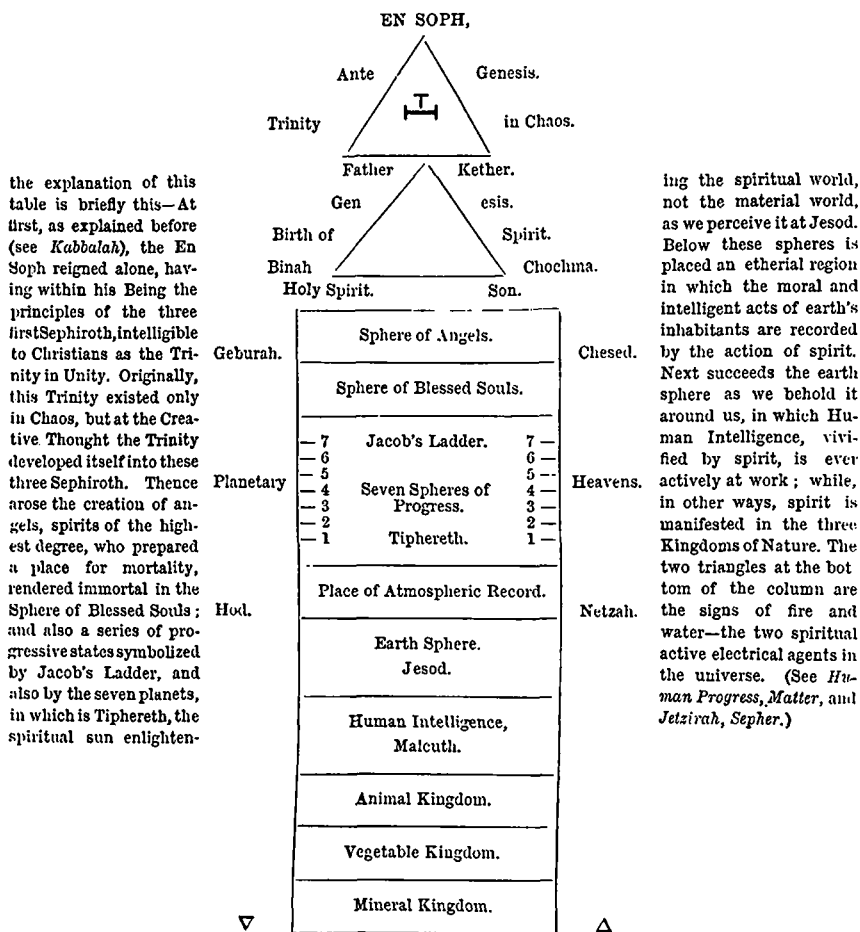 EN SOPH,
Ante Genesis.
T
Trinity in Chaos.
Father Kether.
Gen esis.
Birth of Spirit.
Binah Chochma.
Holy Spirit. Son.
the explanation of this
table is briefly this—At
first, as explained before
(see Kabbalah), the En
Soph reigned alone, hav-
ing within his Being the
principles of the three
first Sephiroth, intelligible
to Christians as the Tri-
nity in Unity. Originally,
this Trinity existed only
in Chaos, but at the Crea-
tive Thought the Trinity
developed itself into these
three Sephiroth. Thence
arose the creation of an-
gels, spirits of the high-
est degree, who prepared
a place for mortality,
rendered immortal in the
Sphere of Blessed Souls;
and also a series of pro-
gressive states symbolized
by Jacob's Ladder, and
also by the seven planets,
in which is Tiphereth, the
spiritual sun enlighten-
Sphere of Angels.
Geburah. Chesed.
Sphere of Blessed Souls.
7 Jacob's Ladder. 7
6 6
5 5
Planetary 4 Seven Spheres of 4 Heavens.
3 Progress. 3
2 2
1 Tiphereth. 1
Place of Atmospheric Record.
Hod. Netzah.
Earth Sphere.
Jesod.
Human Intelligence,
Malcuth.
Animal Kingdom.
Vegetable Kingdom.
Mineral Kingdom.
ing the spiritual world,
not the material world,
as we perceive it at Jesod.
Below these spheres is
placed an etherial region
in which the moral and
intelligent acts of earth's
inhabitants are recorded
by the action of spirit.
Next succeeds the earth
sphere as we behold it
around us, in which Hu-
man Intelligence, vivi-
fied by spirit, is ever
actively at work; while,
in other ways, spirit is
manifested in the three
Kingdoms of Nature. The
two triangles at the bot
tom of the column are
the signs of fire and
water—the two spiritual
active electrical agents in
the universe. (See Hu-
man Progress, Matter, and
Jetzirah, Sepher.)